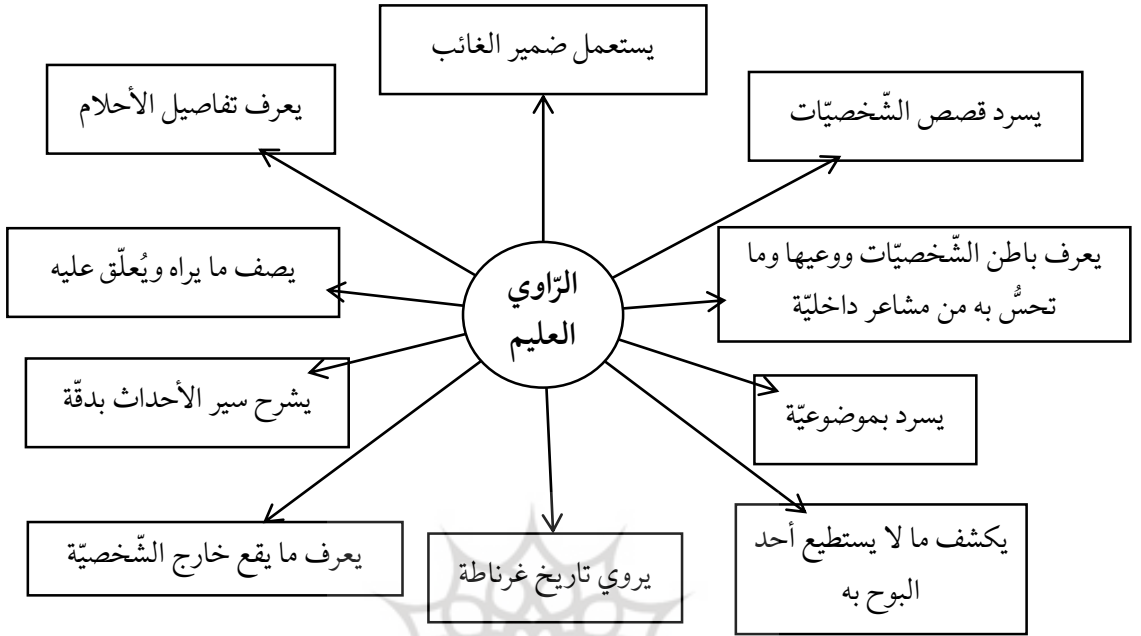 يستعمل ضمير الغائب
يسرد قصص الشّخصيّات
يعرف تفاصيل الأحلام
يعرف باطن الشّخصيّات ووعيها وما
تحسُّ به من مشاعر داخليّة
يصف ما يراه ويُعلّق عليه
الرّاوي
العليم
يسرد بموضوعيّة
يشرح سير الأحداث بدقّة
يكشف ما لا يستطيع أحد
البوح به
يروي تاريخ غرناطة
يعرف ما يقع خارج الشّخصيّة